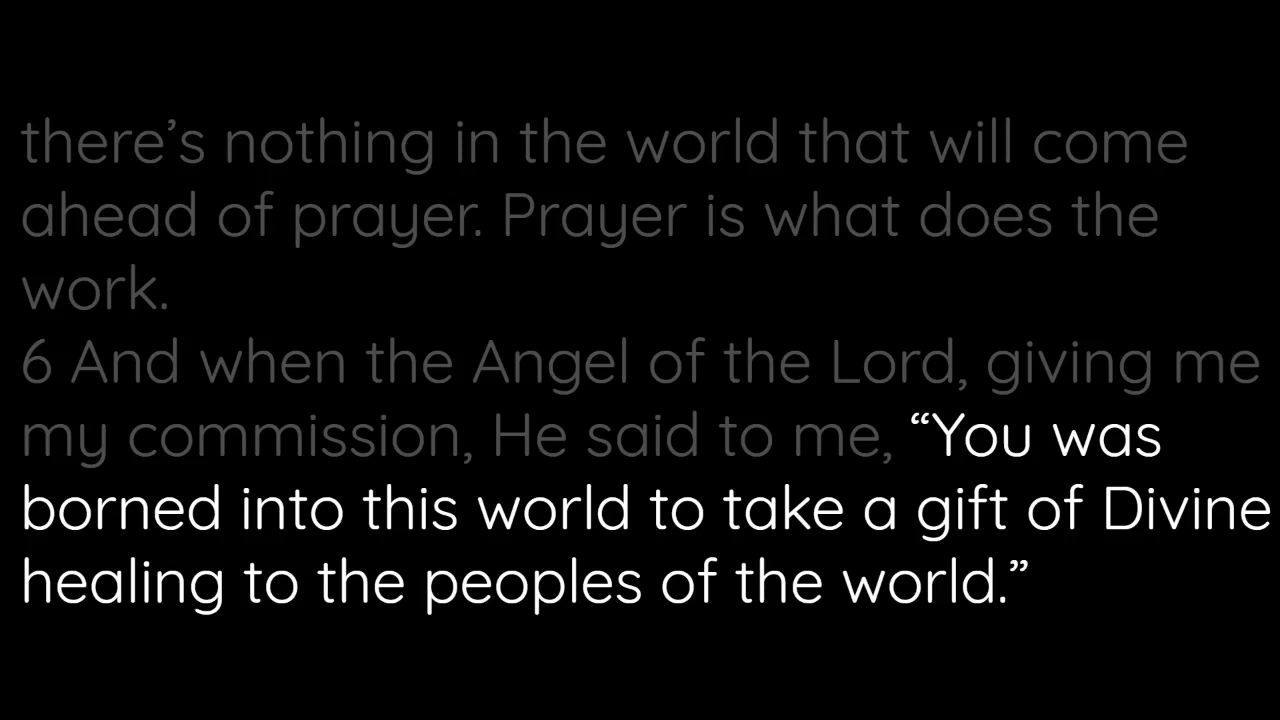 there’s nothing in the world that will come
ahead of prayer. Prayer is what does the
work.
6 And when the Angel of the Lord, giving me
my commission, He said to me, “You was
borned into this world to take a gift of Divine
healing to the peoples of the world.”